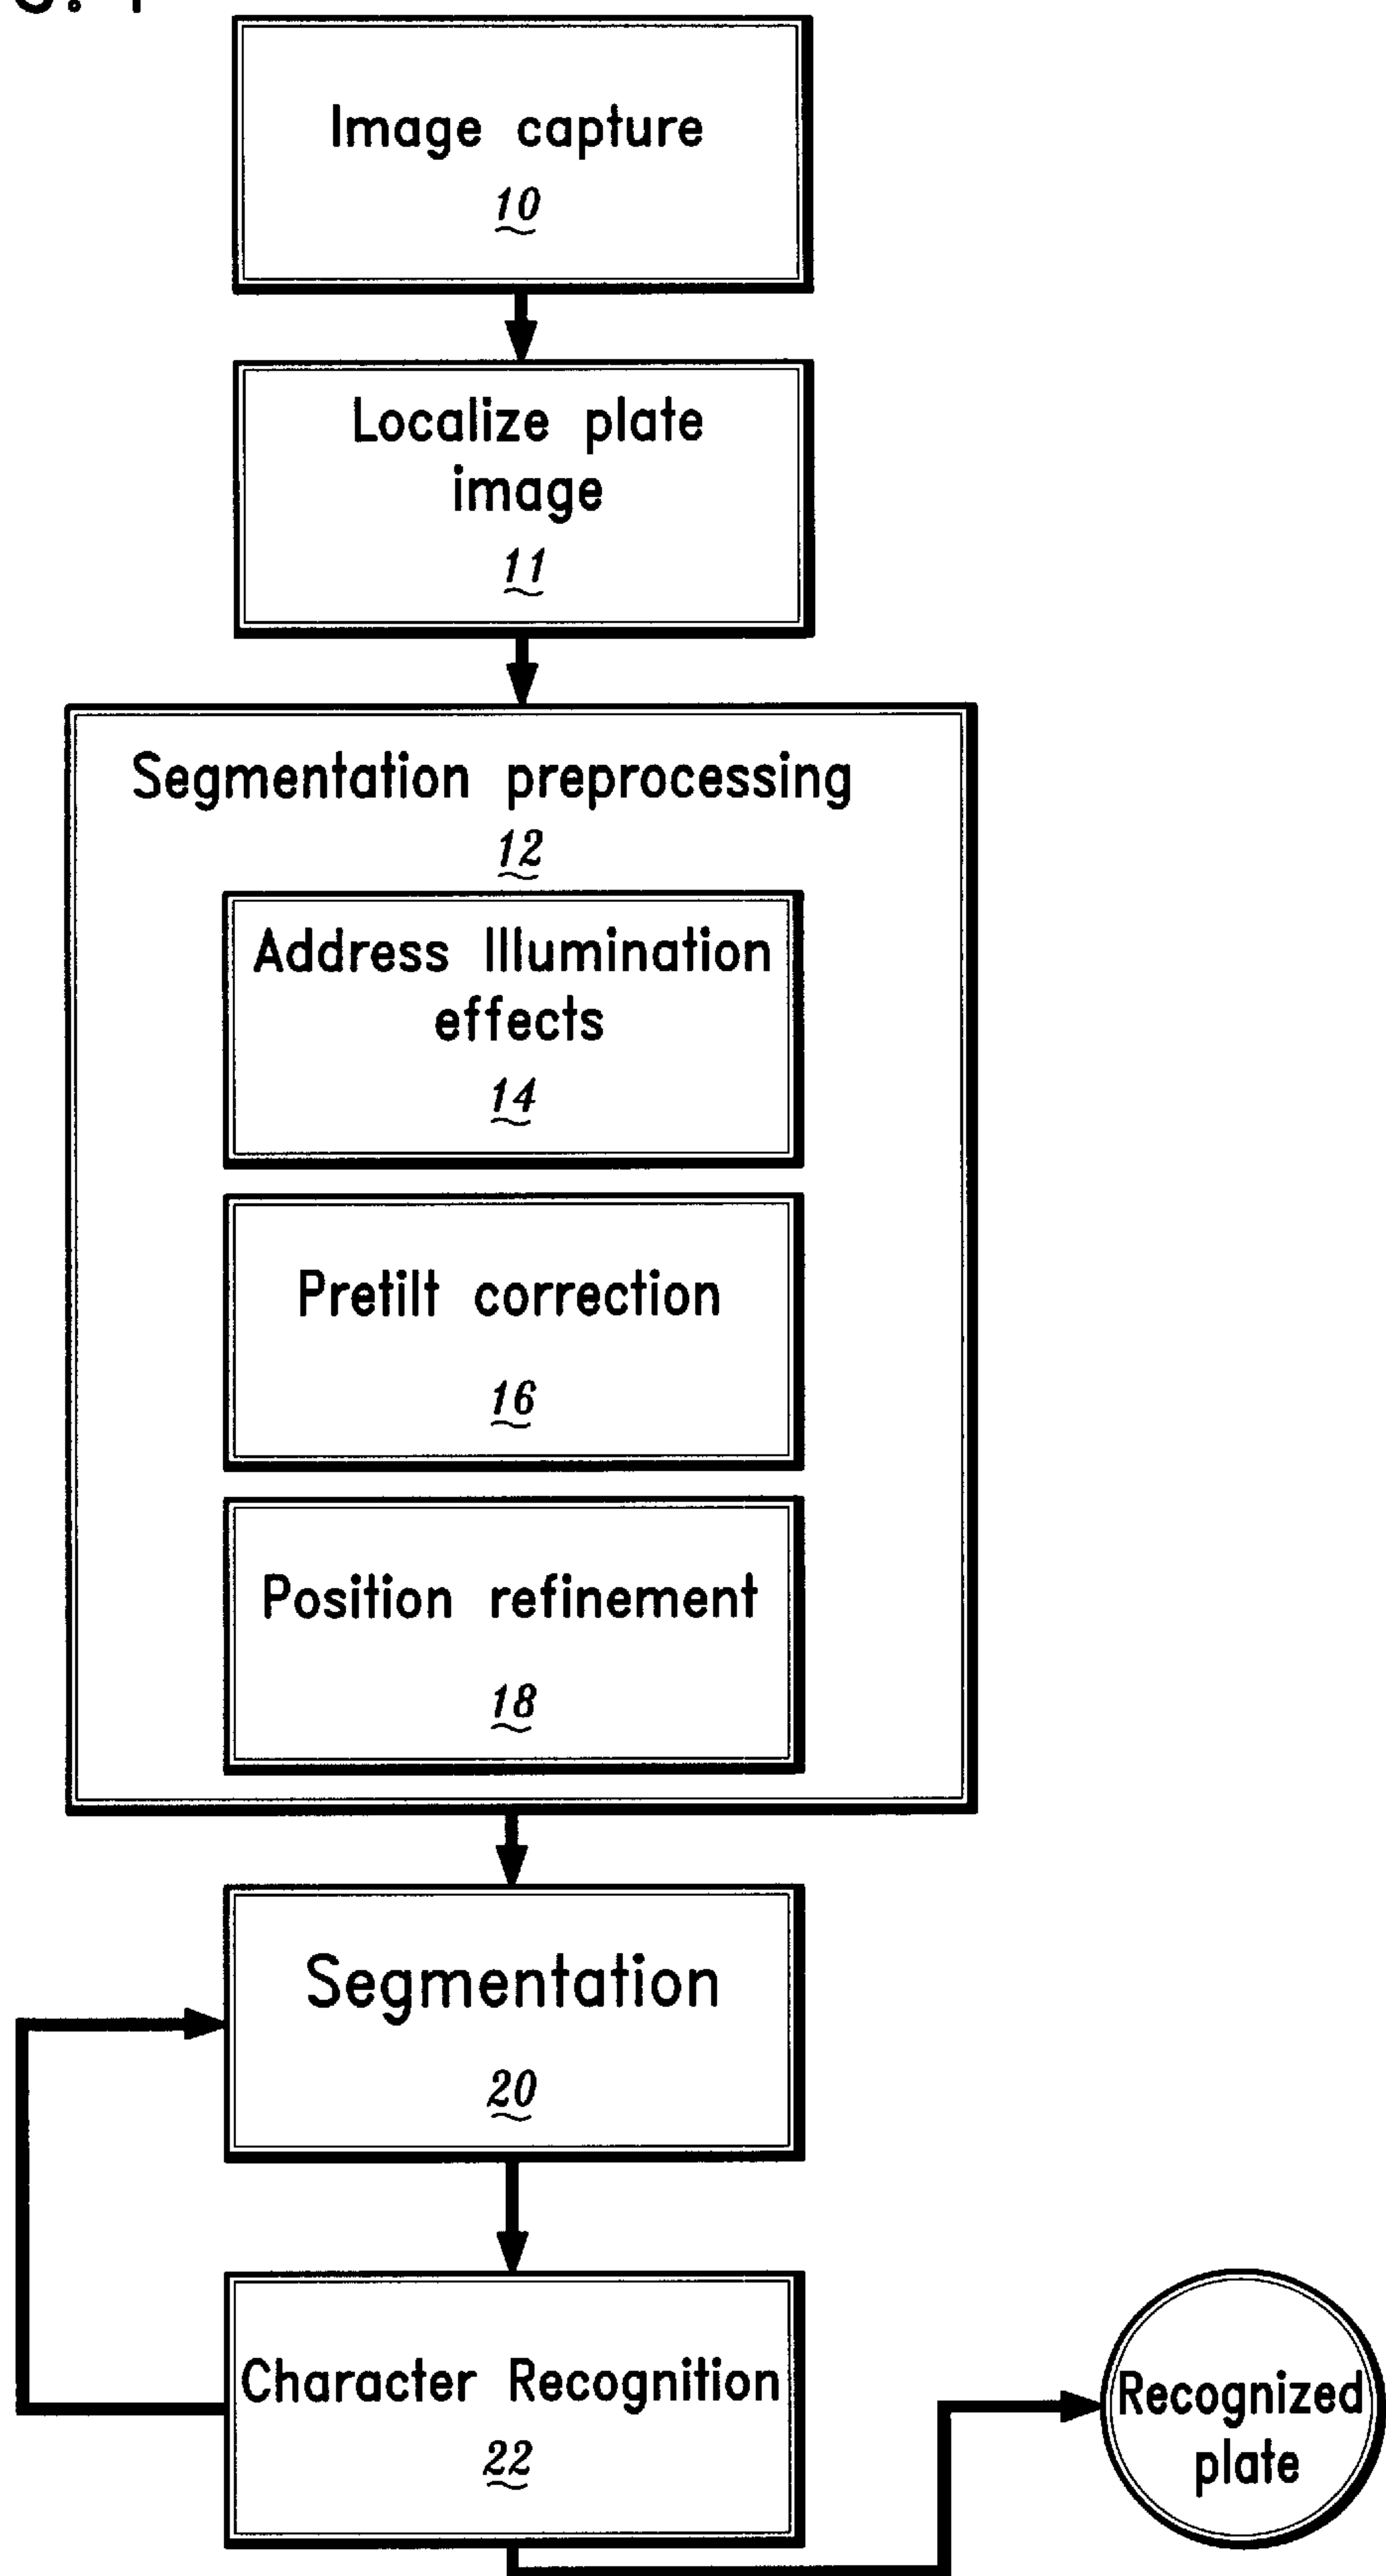 Image capture
10
Localize plate
image
11
Segmentation preprocessing
12
Address Illumination
effects
14
Pretilt correction
16
Position refinement
18
Segmentation
20
Character Recognition
22
Recognized
plate